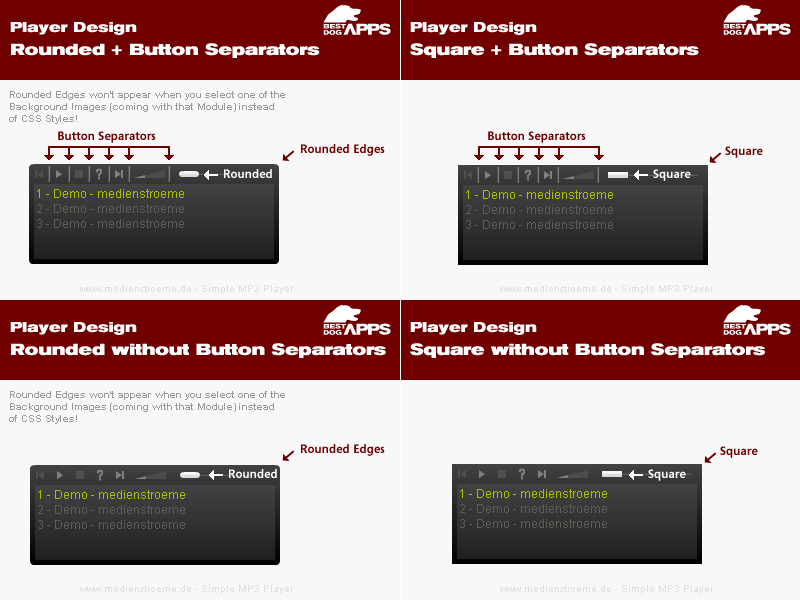 Player Design
Rounded + Button Separators
BEST DOG APPS
Rounded Edges won't appear when you select one of the
Background Images (coming with that Module) instead
of CSS Styles!
Button Separators
Rounded Edges
?
Rounded
1 - Demo - medienstroeme
2 - Demo - medienstroeme
3 - Demo - medienstroeme
www.medienstroeme.de - Simple MP3 Player
Player Design
Square + Button Separators
BEST DOG APPS
Button Separators
Square
?
Square
1 - Demo - medienstroeme
2 - Demo - medienstroeme
3 - Demo - medienstroeme
www.medienstroeme.de - Simple MP3 Player
Player Design
Rounded without Button Separators
BEST DOG APPS
Rounded Edges won't appear when you select one of the
Background Images (coming with that Module) instead
of CSS Styles!
Rounded Edges
?
Rounded
1 - Demo - medienstroeme
2 - Demo - medienstroeme
3 - Demo - medienstroeme
www.medienstroeme.de - Simple MP3 Player
Player Design
Square without Button Separators
BEST DOG APPS
Square
?
Square
1 - Demo - medienstroeme
2 - Demo - medienstroeme
3 - Demo - medienstroeme
www.medienstroeme.de - Simple MP3 Player